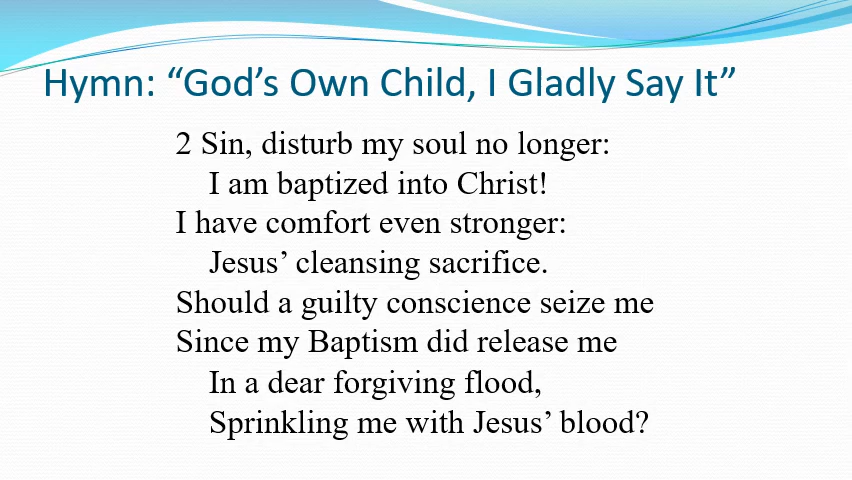 Hymn: “God’s Own Child, I Gladly Say It”
2 Sin, disturb my soul no longer:
I am baptized into Christ!
I have comfort even stronger:
Jesus’ cleansing sacrifice.
Should a guilty conscience seize me
Since my Baptism did release me
In a dear forgiving flood,
Sprinkling me with Jesus’ blood?